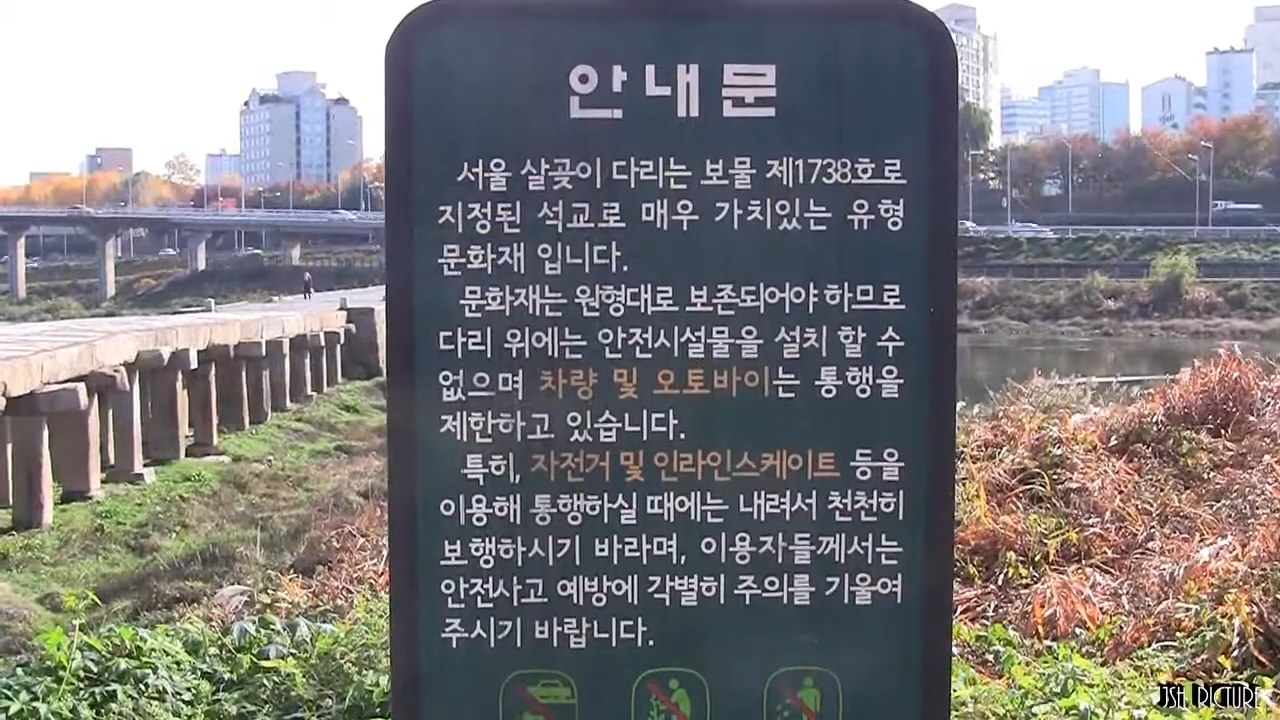 안내문
서울 살곶이 다리는 보물 제1738호로
지정된 석교로 매우 가치있는 유형
문화재 입니다.
문화재는 원형대로 보존되어야 하므로
다리 위에는 안전시설물을 설치 할 수
없으며 차량 및 오토바이는 통행을
제한하고 있습니다.
특히, 자전거 및 인라인스케이트 등을
이용해 통행하실 때에는 내려서 천천히
보행하시기 바라며, 이용자들께서는
안전사고 예방에 각별히 주의를 기울여
주시기 바랍니다.
JSH PICTURE